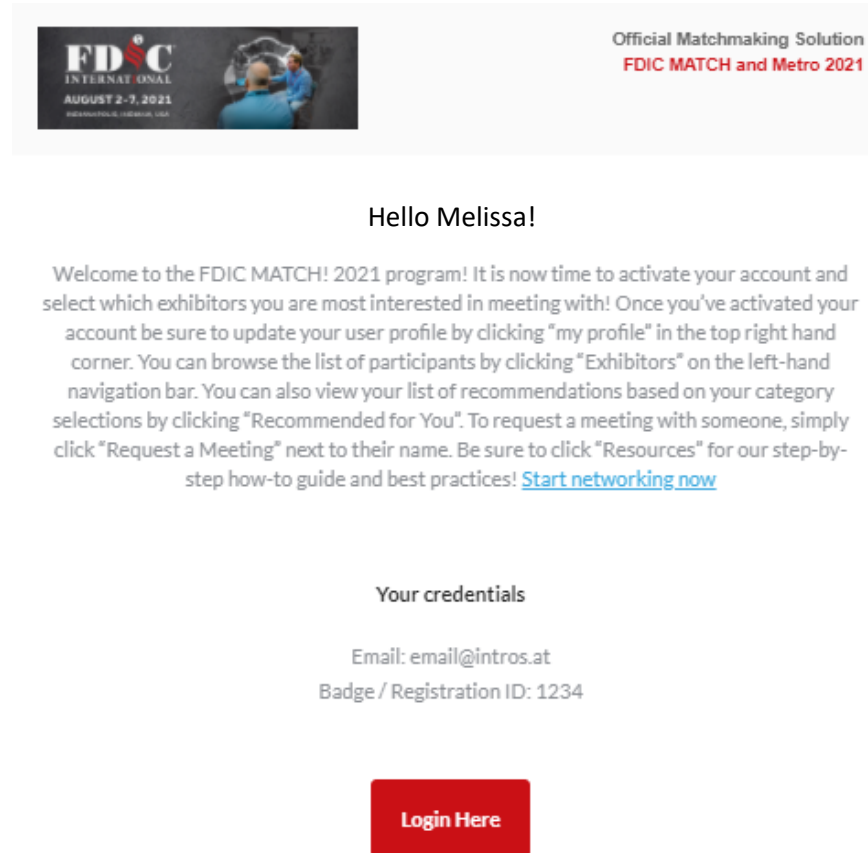 FDIC
INTERNATIONAL
AUGUST 2-7, 2021
INDIANAPOLIS, INDIANA, USA
Official Matchmaking Solution
FDIC MATCH and Metro 2021
Hello Melissa!
Welcome to the FDIC MATCH! 2021 program! It is now time to activate your account and
select which exhibitors you are most interested in meeting with! Once you've activated your
account be sure to update your user profile by clicking "my profile" in the top right hand
corner. You can browse the list of participants by clicking "Exhibitors" on the left-hand
navigation bar. You can also view your list of recommendations based on your category
selections by clicking "Recommended for You". To request a meeting with someone, simply
click "Request a Meeting" next to their name. Be sure to click "Resources" for our step-by-
step how-to guide and best practices! Start networking now
Your credentials
Email: email@intros.at
Badge / Registration ID: 1234
Login Here